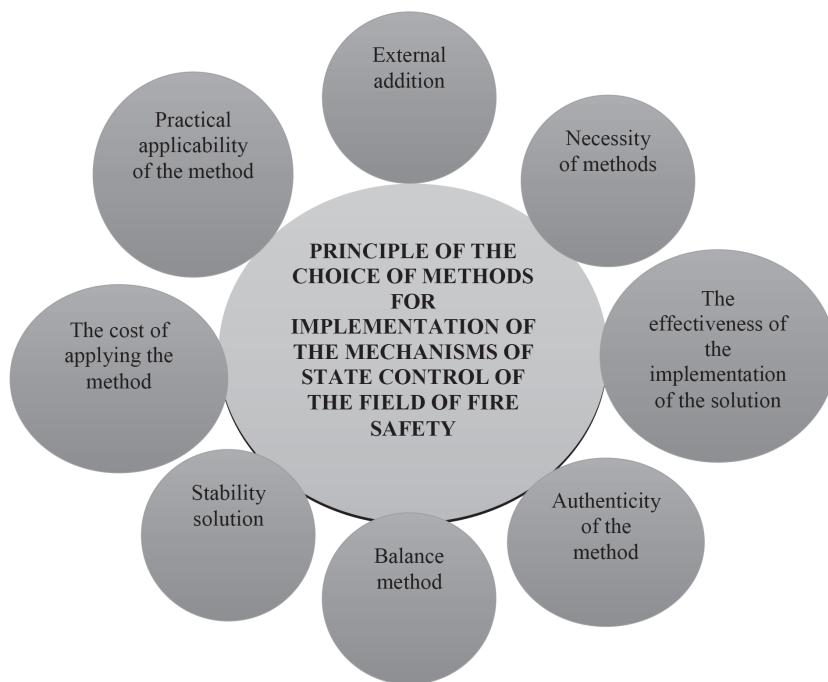 External
addition
Necessity
of methods
The
effectiveness of
the
implementation
of the solution
Authenticity
of the
method
Balance
method
Stability
solution
The cost of
applying the
method
Practical
applicability
of the method
PRINCIPLE OF THE
CHOICE OF METHODS
FOR
IMPLEMENTATION OF
THE MECHANISMS OF
STATE CONTROL OF
THE FIELD OF FIRE
SAFETY